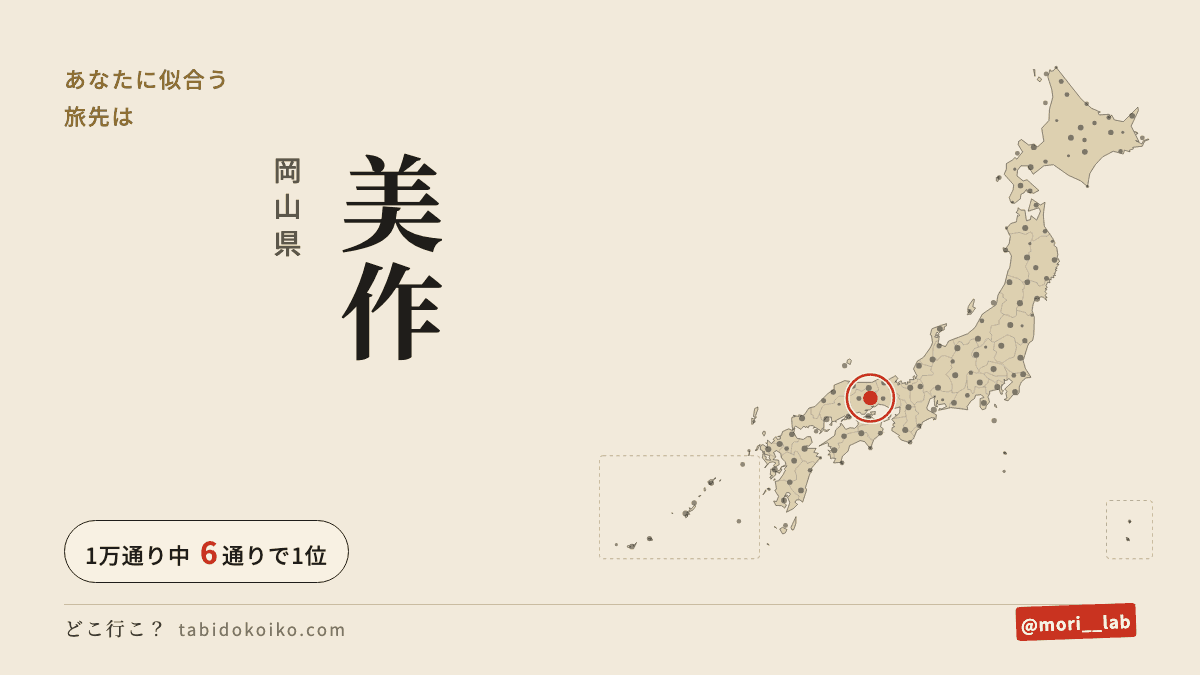 あなたに似合う
旅先は
美作
岡山県
1万通り中 6通りで1位
どこ行こ？ tabidokoiko.com
@mori__lab